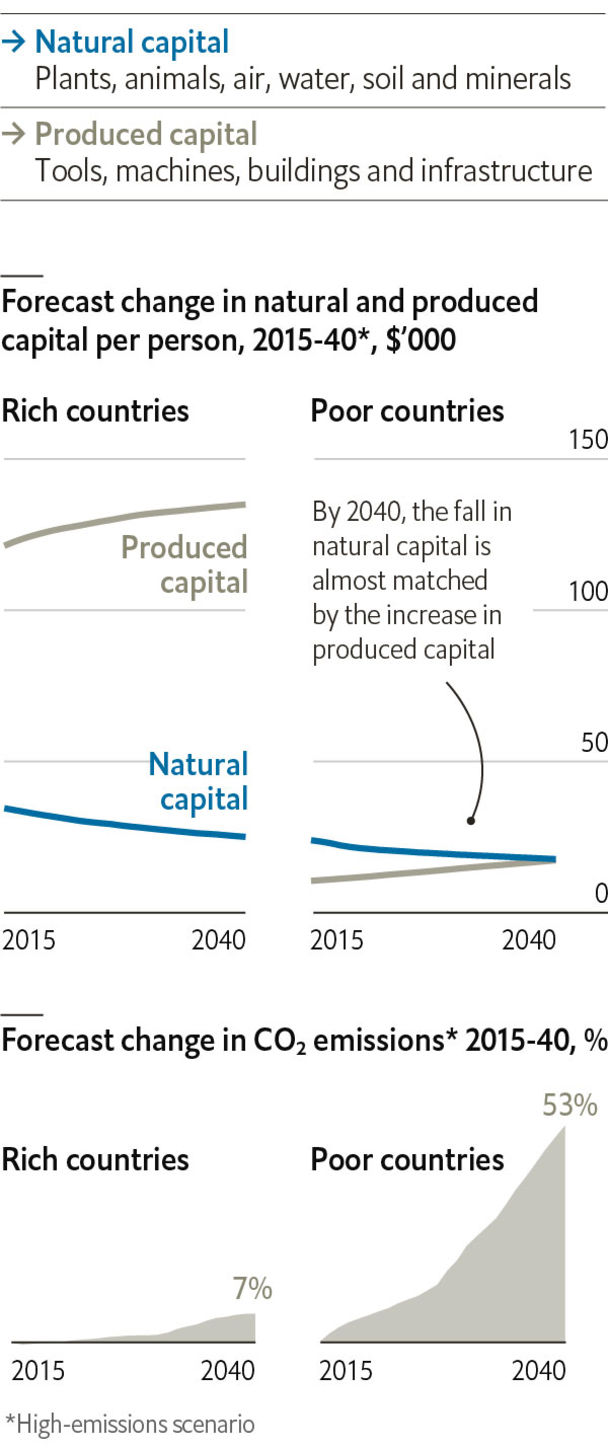 → Natural capital
Plants, animals, air, water, soil and minerals
→ Produced capital
Tools, machines, buildings and infrastructure
Forecast change in natural and produced
capital per person, 2015-40*, $’000
Rich countries
Produced
capital
Natural
capital
2015 2040
Poor countries
150
By 2040, the fall in
natural capital is
almost matched
by the increase in
produced capital
100
50
0
2015 2040
Forecast change in CO₂ emissions* 2015-40, %
Rich countries
7%
2015 2040
Poor countries
53%
2015 2040
*High-emissions scenario